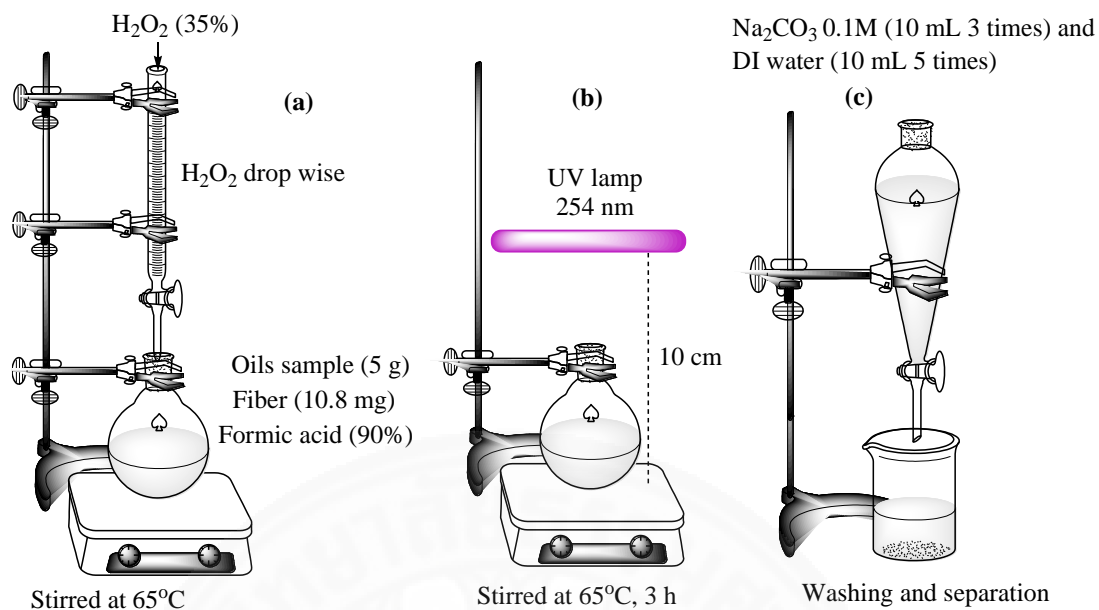 H₂O₂ (35%)
(a)
H₂O₂ drop wise
Oils sample (5 g)
Fiber (10.8 mg)
Formic acid (90%)
Stirred at 65°C
(b)
UV lamp
254 nm
10 cm
Stirred at 65°C, 3 h
Na₂CO₃ 0.1M (10 mL 3 times) and
DI water (10 mL 5 times)
(c)
Washing and separation